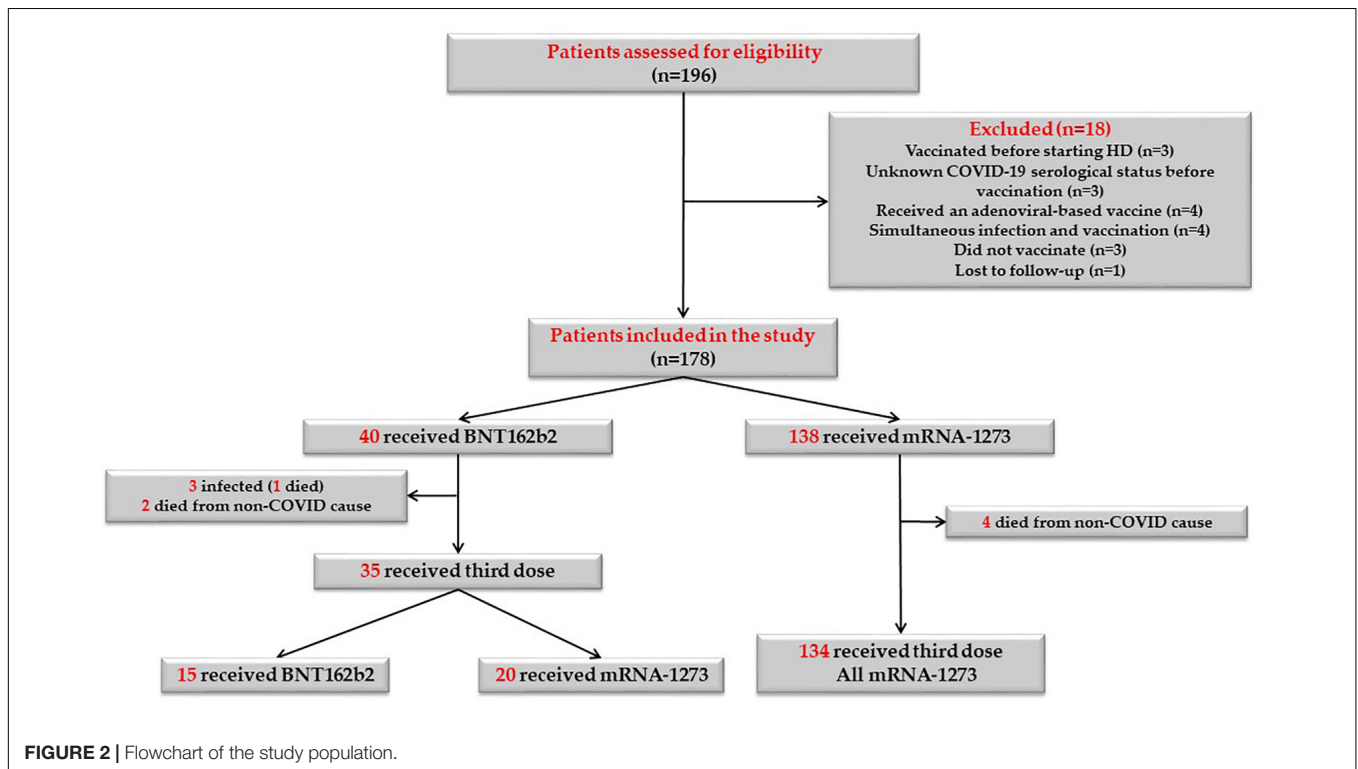 Patients assessed for eligibility
(n=196)
Excluded (n=18)
Vaccinated before starting HD (n=3)
Unknown COVID-19 serological status before
vaccination (n=3)
Received an adenoviral-based vaccine (n=4)
Simultaneous infection and vaccination (n=4)
Did not vaccinate (n=3)
Lost to follow-up (n=1)
Patients included in the study
(n=178)
40 received BNT162b2
138 received mRNA-1273
3 infected (1 died)
2 died from non-COVID cause
4 died from non-COVID cause
35 received third dose
15 received BNT162b2
20 received mRNA-1273
134 received third dose
All mRNA-1273
FIGURE 2 | Flowchart of the study population.